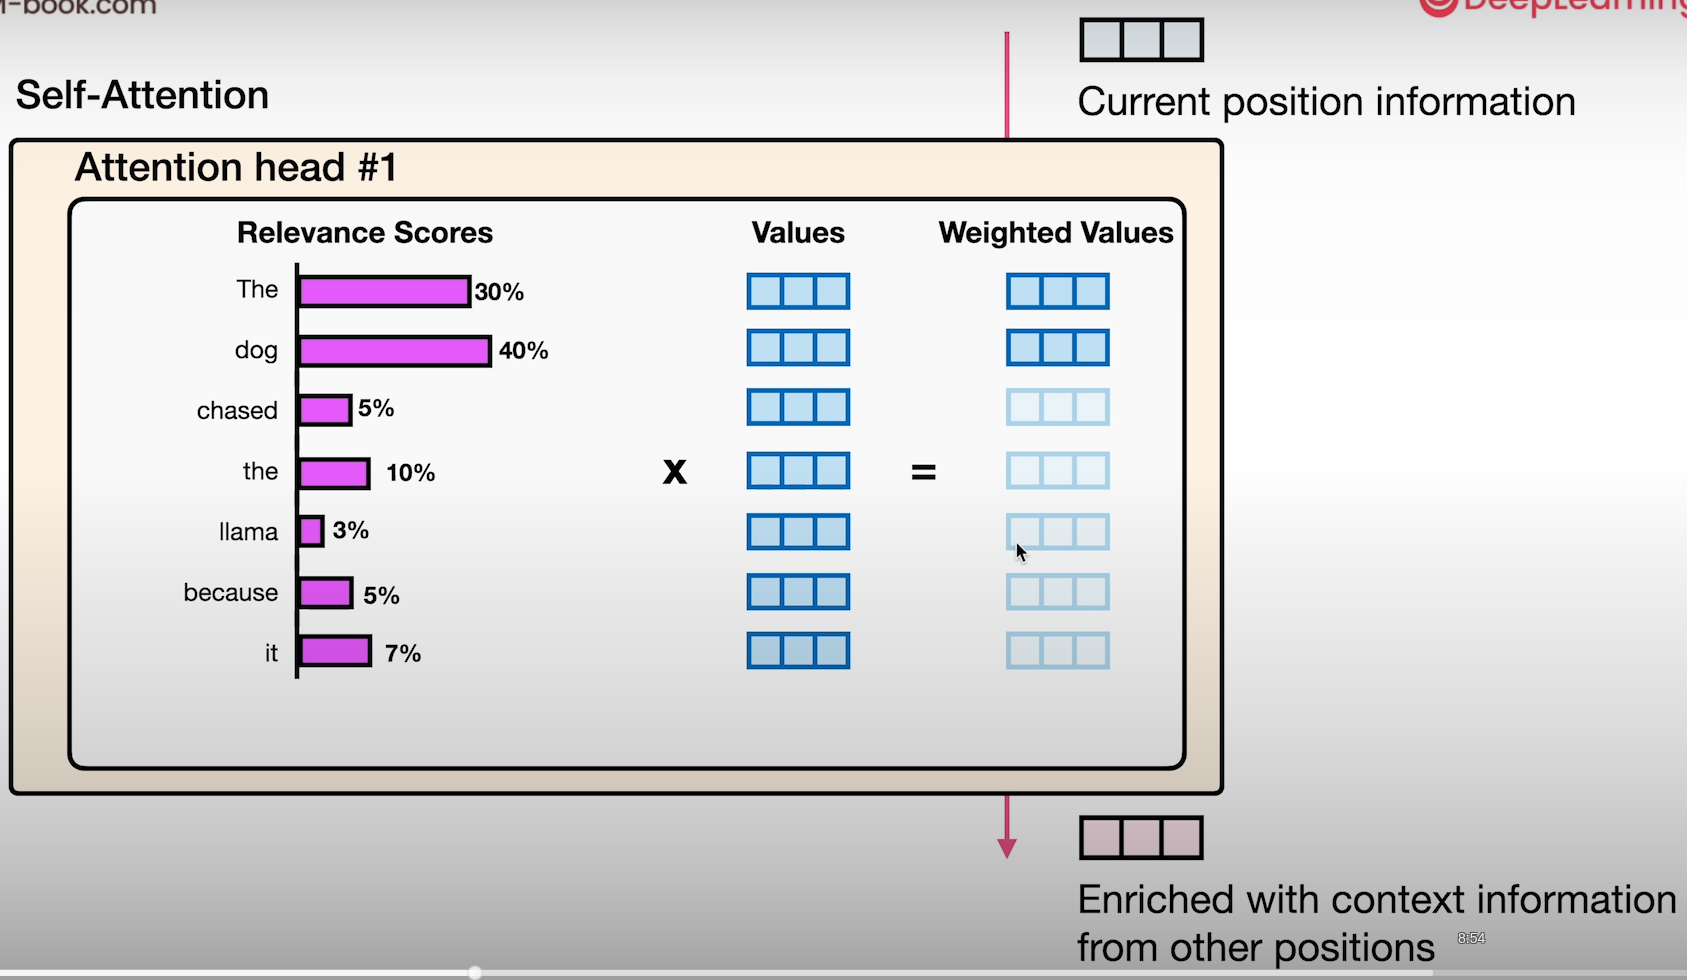 -book.com
DeepLearning
Current position information
Self-Attention
Attention head #1
Relevance Scores Values Weighted Values
The 30%
dog 40%
chased 5%
the 10% x =
llama 3%
because 5%
it 7%
Enriched with context information
from other positions
8:54